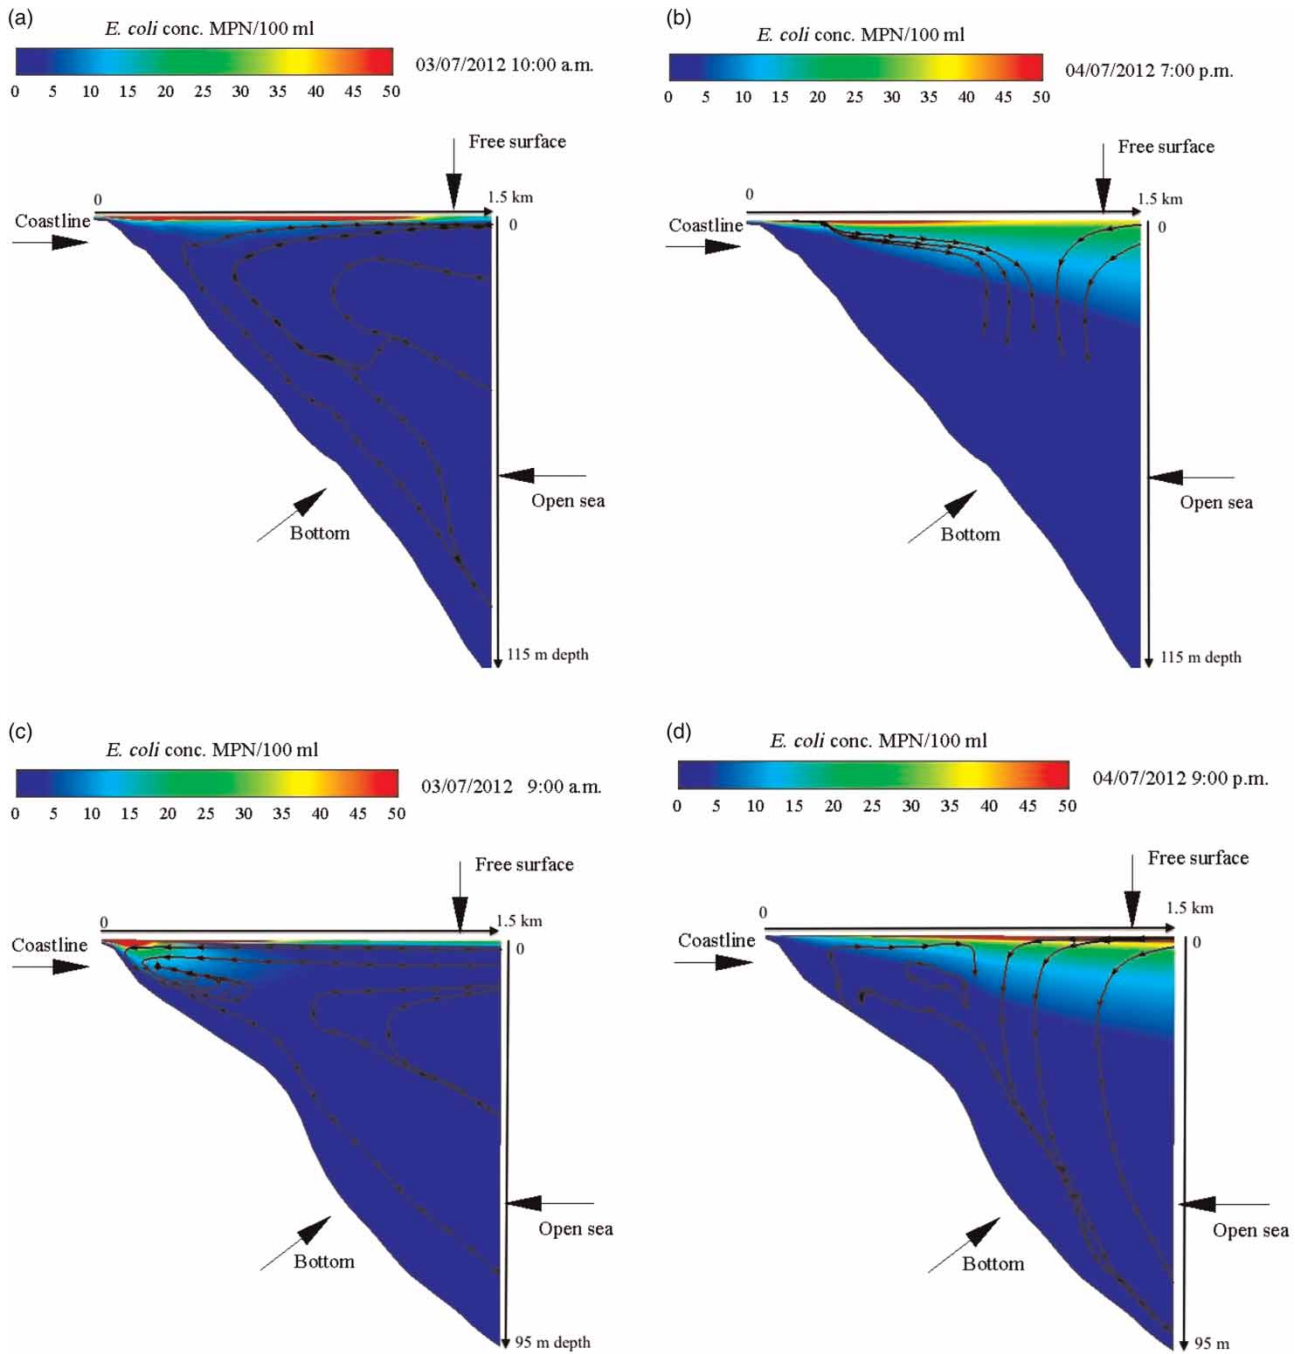 (a)
E. coli conc. MPN/100 ml
03/07/2012 10:00 a.m.
0 5 10 15 20 25 30 35 40 45 50
Free surface
0
1.5 km
Coastline
0
Open sea
Bottom
115 m depth
(b)
E. coli conc. MPN/100 ml
04/07/2012 7:00 p.m.
0 5 10 15 20 25 30 35 40 45 50
Free surface
0
1.5 km
Coastline
0
Open sea
Bottom
115 m depth
(c)
E. coli conc. MPN/100 ml
03/07/2012 9:00 a.m.
0 5 10 15 20 25 30 35 40 45 50
Free surface
0
1.5 km
Coastline
0
Open sea
Bottom
95 m depth
(d)
E. coli conc. MPN/100 ml
04/07/2012 9:00 p.m.
0 5 10 15 20 25 30 35 40 45 50
Free surface
0
1.5 km
Coastline
0
Open sea
Bottom
95 m